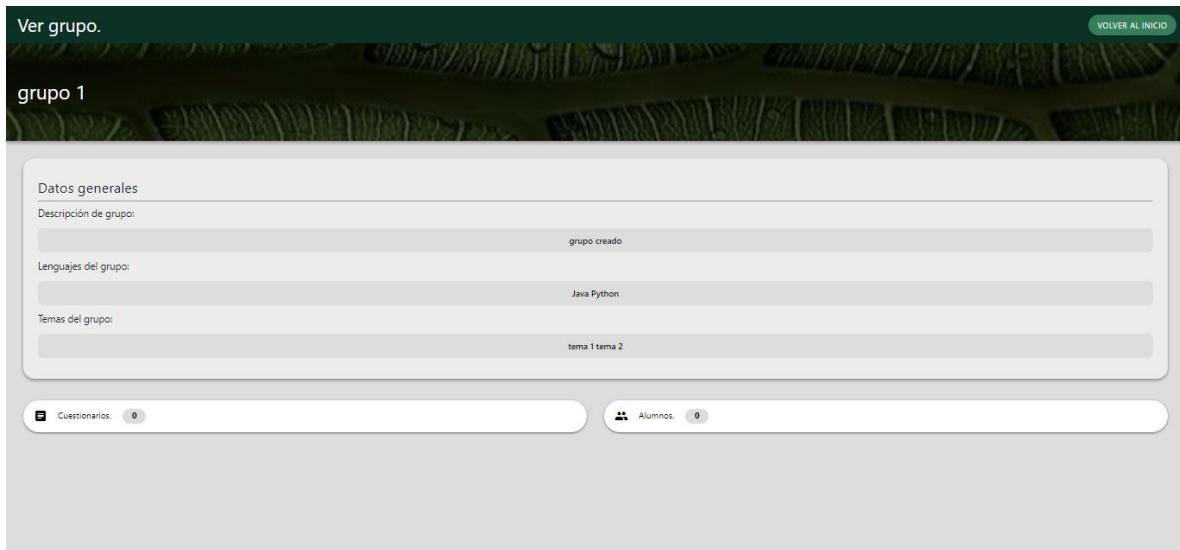 Ver grupo.
VOLVER AL INICIO
grupo 1
Datos generales
Descripción de grupo:
grupo creado
Lenguajes del grupo:
Java Python
Temas del grupo:
tema 1 tema 2
Cuestionarios. 0
Alumnos. 0